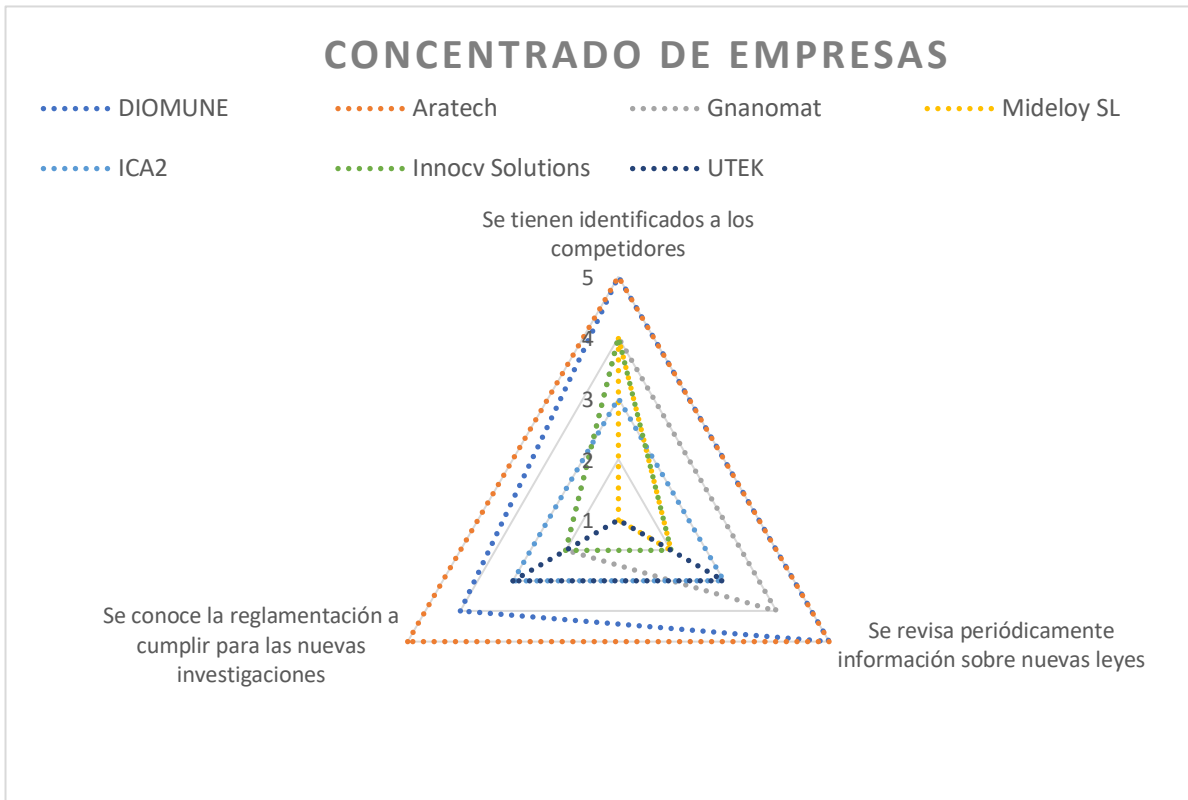 CONCENTRADO DE EMPRESAS
DIOMUNE
Aratech
Gnanomat
Mideloy SL
ICA2
Innocv Solutions
UTEK
Se tienen identificados a los
competidores
5
4
3
2
1
Se revisa periódicamente
información sobre nuevas leyes
Se conoce la reglamentación a
cumplir para las nuevas
investigaciones